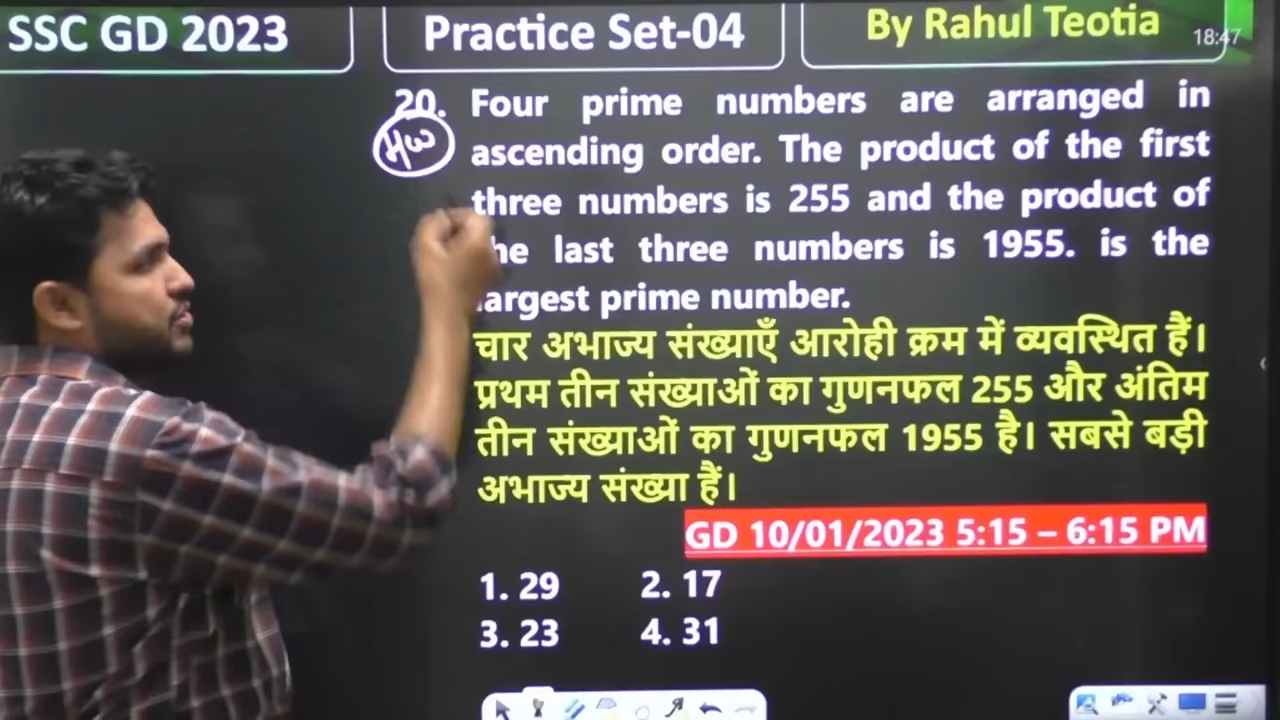 SSC GD 2023
Practice Set-04
By Rahul Teotia
18:47
20. Four prime numbers are arranged in
HW
ascending order. The product of the first
three numbers is 255 and the product of
he last three numbers is 1955. is the
argest prime number.
चार अभाज्य संख्याएँ आरोही क्रम में व्यवस्थित हैं।
प्रथम तीन संख्याओं का गुणनफल 255 और अंतिम
तीन संख्याओं का गुणनफल 1955 है। सबसे बड़ी
अभाज्य संख्या हैं।
GD 10/01/2023 5:15 – 6:15 PM
1. 29 2. 17
3. 23 4. 31